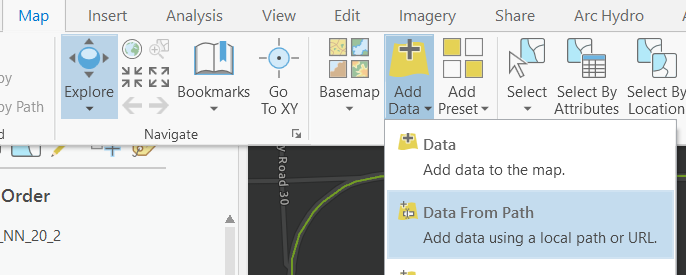 Map Insert Analysis View Edit Imagery Share Arc Hydro
by
by Path
Explore
Bookmarks
Go
To XY
Basemap
Add
Data
Add
Preset
Select
Select By
Attributes
Select By
Location
Navigate
Data
Add data to the map.
Data From Path
Add data using a local path or URL.
Order
_NN_20_2
y Road 30